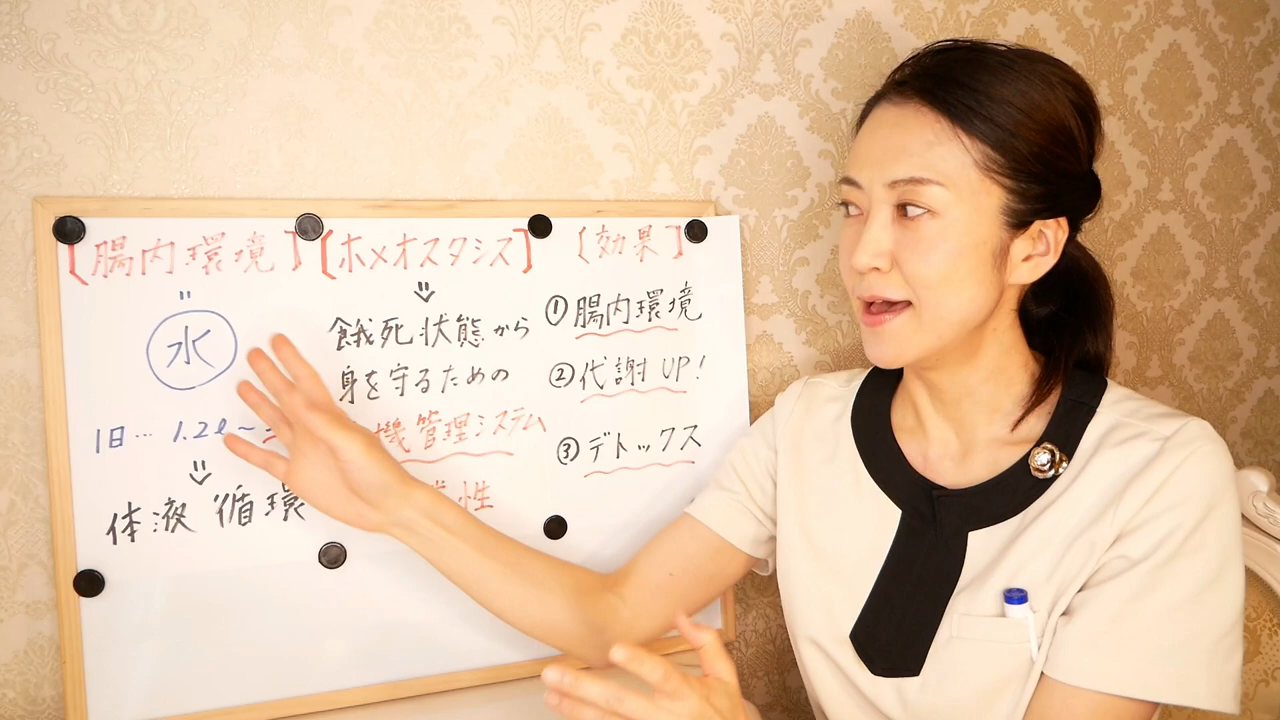 【腸内環境】
水
1日… 1.2ℓ〜
体液循環
【ホメオスタシス】
餓死状態から
身を守るための
機管理システム
性
【効果】
①腸内環境
②代謝UP!
③デトックス